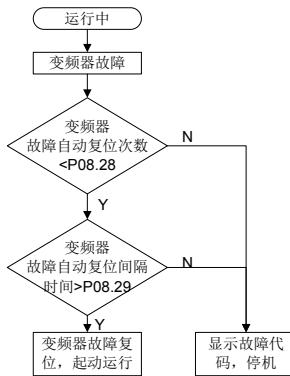 运行中
变频器故障
变频器
故障自动复位次数
<P08.28
N
Y
变频器
故障自动复位间隔
时间>P08.29
N
Y
变频器故障复
位，起动运行
显示故障代
码，停机